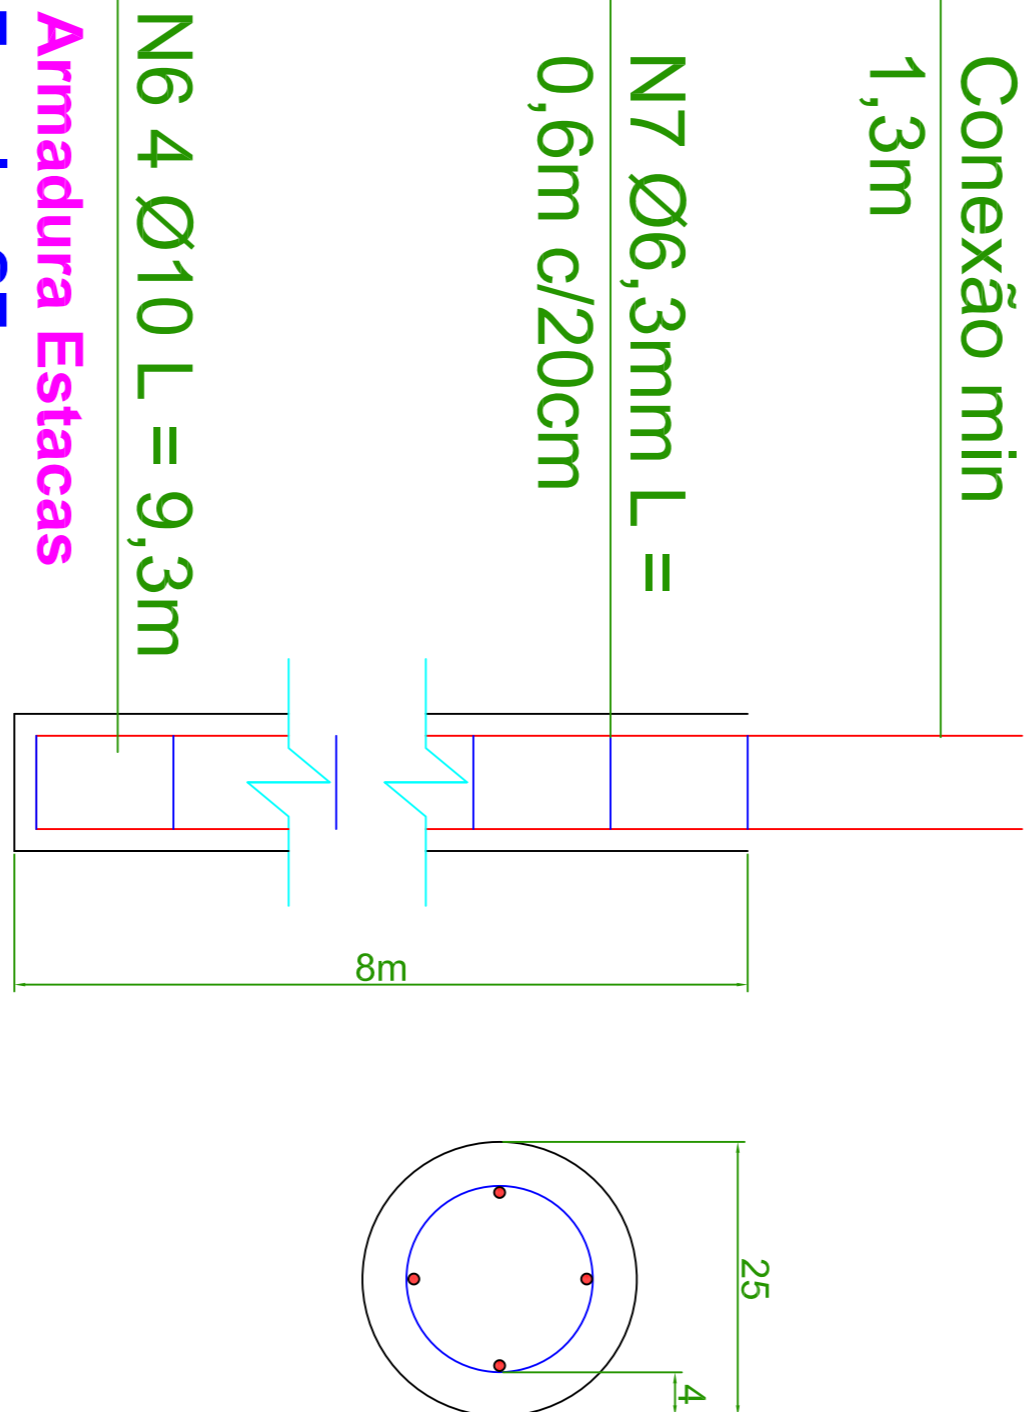 Conexão min
1,3m
N7 Ø6,3mm L =
0,6m c/20cm
N6 4 Ø10 L = 9,3m
Armadura Estacas
8m
25
4